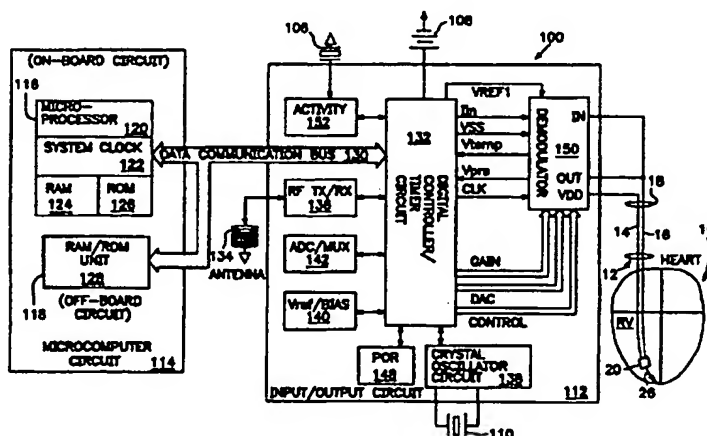 (ON-BOARD CIRCUIT)
118
MICRO-
PROCESSOR
120
SYSTEM CLOCK
122
RAM
124
ROM
126
DATA COMMUNICATION BUS 130
RAM/ROM
UNIT
128
118
(OFF-BOARD
CIRCUIT)
MICROCOMPUTER
CIRCUIT
114
106
108
100
ACTIVITY
152
RF TX/RX
136
134
ANTENNA
ADC/MUX
142
Vref/BIAS
140
POR
148
132
DIGITAL
CONTROLLER/
TIMER
CIRCUIT
CRYSTAL
OSCILLATOR
CIRCUIT
138
INPUT/OUTPUT CIRCUIT
112
110
VREF1
Iin
VSS
Vtemp
Vprs
CLK
GAIN
DAC
CONTROL
DEMODULATOR
150
IN
OUT
VDD
18
14
16
12
HEART
RV
20
26